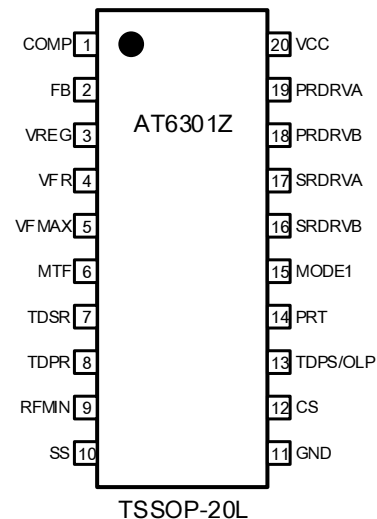 COMP 1 20 VCC
FB 2 19 PRDRVA
AT6301Z
VREG 3 18 PRDRVB
VFR 4 17 SRDRVA
VFMAX 5 16 SRDRVB
MTF 6 15 MODE1
TDSR 7 14 PRT
TDPR 8 13 TDPS/OLP
RFMIN 9 12 CS
SS 10 11 GND
TSSOP-20L